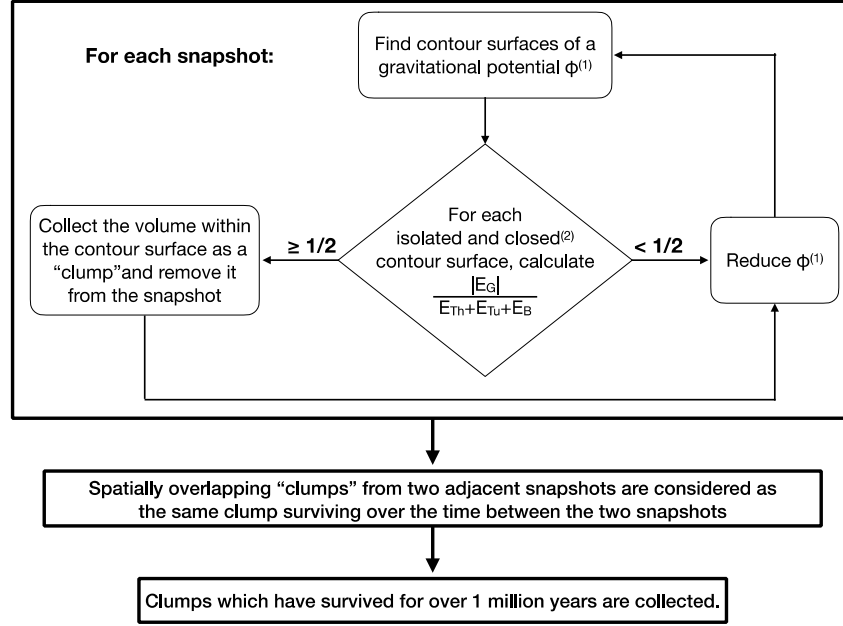 For each snapshot:
Find contour surfaces of a
gravitational potential ϕ⁽¹⁾
Collect the volume within
the contour surface as a
“clump”and remove it
from the snapshot
≥ 1/2
For each
isolated and closed⁽²⁾
contour surface, calculate
|E_G|
E_Th+E_Tu+E_B
< 1/2
Reduce ϕ⁽¹⁾
Spatially overlapping “clumps” from two adjacent snapshots are considered as
the same clump surviving over the time between the two snapshots
Clumps which have survived for over 1 million years are collected.